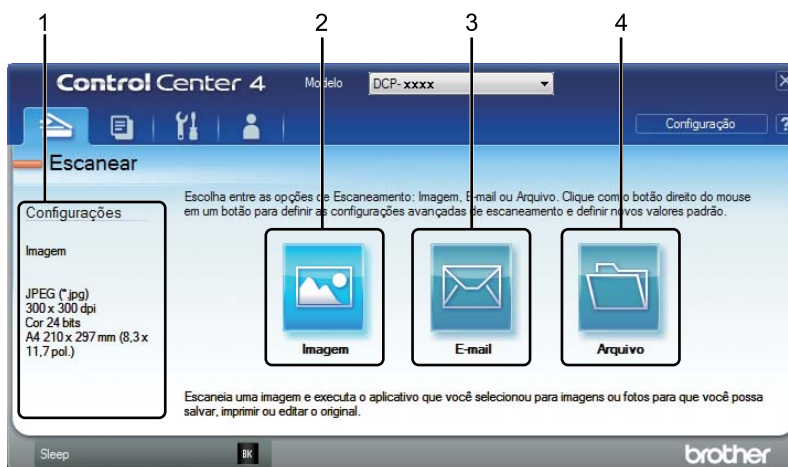 1 2 3 4
Control Center 4 Modelo DCP- xxxx
Configuração ?
Escanear
Escolha entre as opções de Escaneamento: Imagem, E-mail ou Arquivo. Clique com o botão direito do mouse
em um botão para definir as configurações avançadas de escaneamento e definir novos valores padrão.
Configurações
Imagem
JPEG (*.jpg)
300 x 300 dpi
Cor 24 bits
A4 210 x 297 mm (8,3 x
11,7 pol.)
Imagem E-mail Arquivo
Escaneia uma imagem e executa o aplicativo que você selecionou para imagens ou fotos para que você possa
salvar, imprimir ou editar o original.
Sleep BK brother